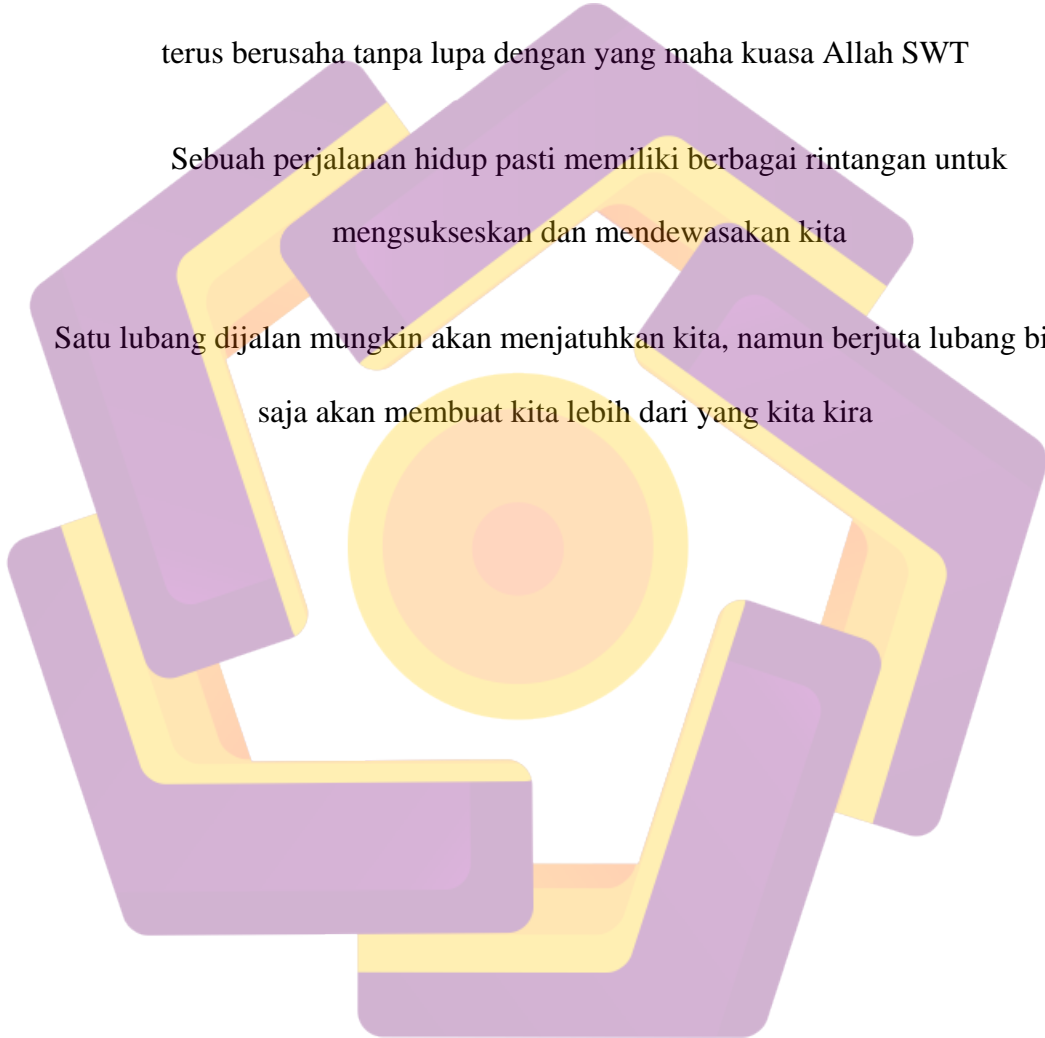 terus berusaha tanpa lupa dengan yang maha kuasa Allah SWT
Sebuah perjalanan hidup pasti memiliki berbagai rintangan untuk
mengsukseskan dan mendewasakan kita
Satu lubang dijalan mungkin akan menjatuhkan kita, namun berjuta lubang
saja akan membuat kita lebih dari yang kita kira